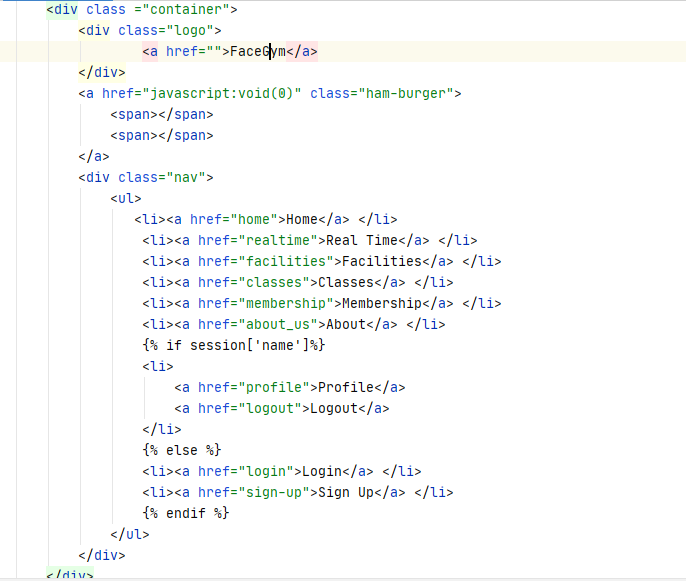 <div class ="container">
<div class="logo">
<a href="">FaceGym</a>
</div>
<a href="javascript:void(0)" class="ham-burger">
<span></span>
<span></span>
</a>
<div class="nav">
<ul>
<li><a href="home">Home</a> </li>
<li><a href="realtime">Real Time</a> </li>
<li><a href="facilities">Facilities</a> </li>
<li><a href="classes">Classes</a> </li>
<li><a href="membership">Membership</a> </li>
<li><a href="about_us">About</a> </li>
{% if session['name']%}
<li>
<a href="profile">Profile</a>
<a href="logout">Logout</a>
</li>
{% else %}
<li><a href="login">Login</a> </li>
<li><a href="sign-up">Sign Up</a> </li>
{% endif %}
</ul>
</div>
</div>